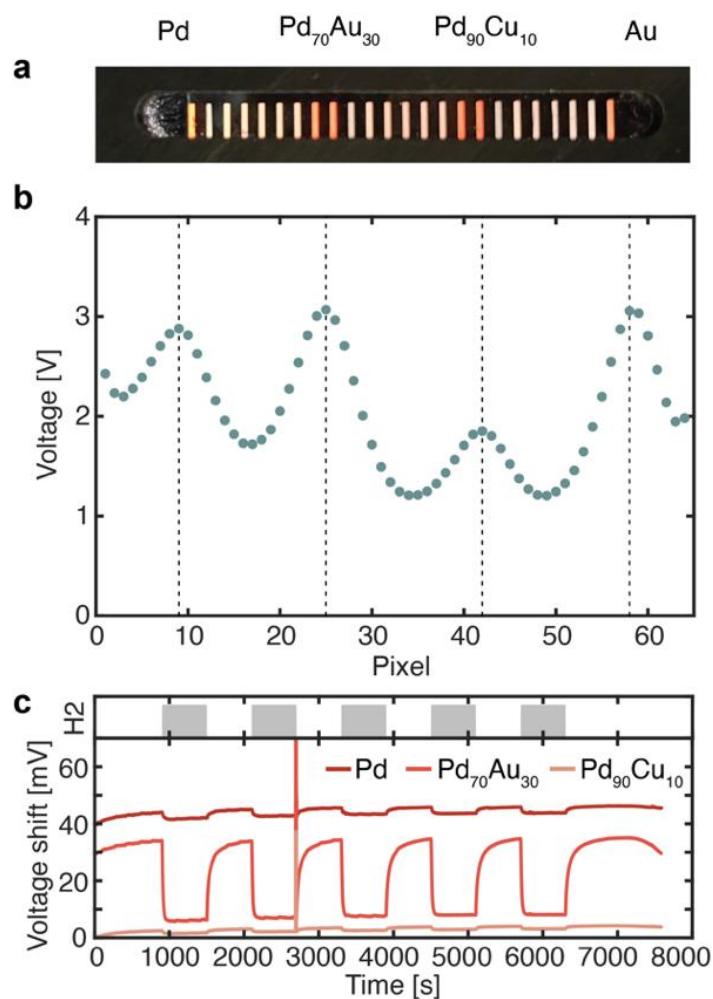 Pd Pd₇₀Au₃₀ Pd₉₀Cu₁₀ Au
a
b
4
3
2
1
0
Voltage [V]
0 10 20 30 40 50 60
Pixel
c
H2
Pd Pd₇₀Au₃₀ Pd₉₀Cu₁₀
60
40
20
0
Voltage shift [mV]
0 1000 2000 3000 4000 5000 6000 7000 8000
Time [s]